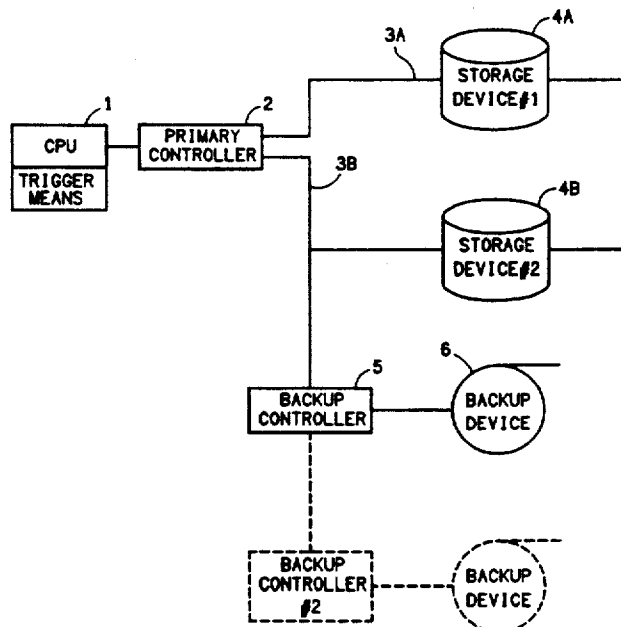 4A
3A
STORAGE
DEVICE#1
1
2
CPU
PRIMARY
CONTROLLER
TRIGGER
MEANS
3B
4B
STORAGE
DEVICE#2
5
6
BACKUP
CONTROLLER
BACKUP
DEVICE
BACKUP
CONTROLLER
#2
BACKUP
DEVICE